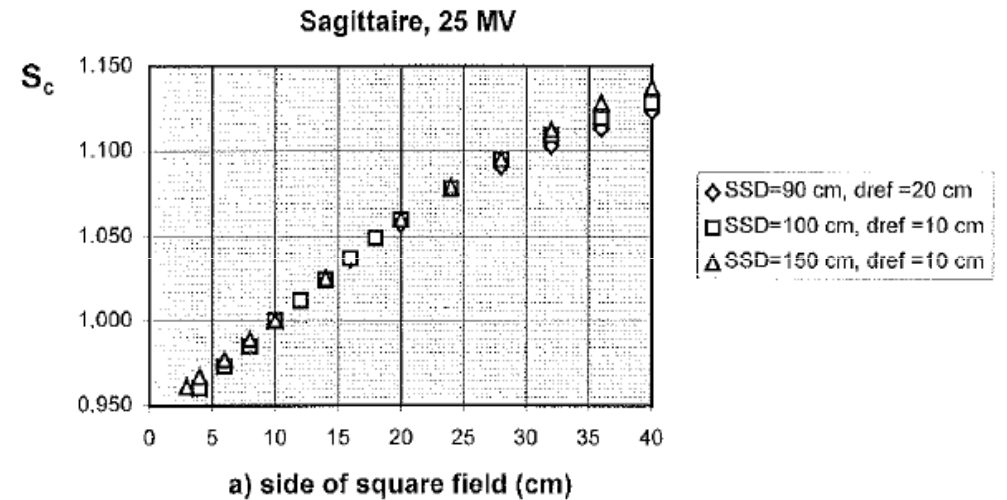 Sagittaire, 25 MV
Sc
1.150
1.100
1.050
1.000
0.950
0 5 10 15 20 25 30 35 40
a) side of square field (cm)
SSD=90 cm, dref =20 cm
SSD=100 cm, dref =10 cm
SSD=150 cm, dref =10 cm